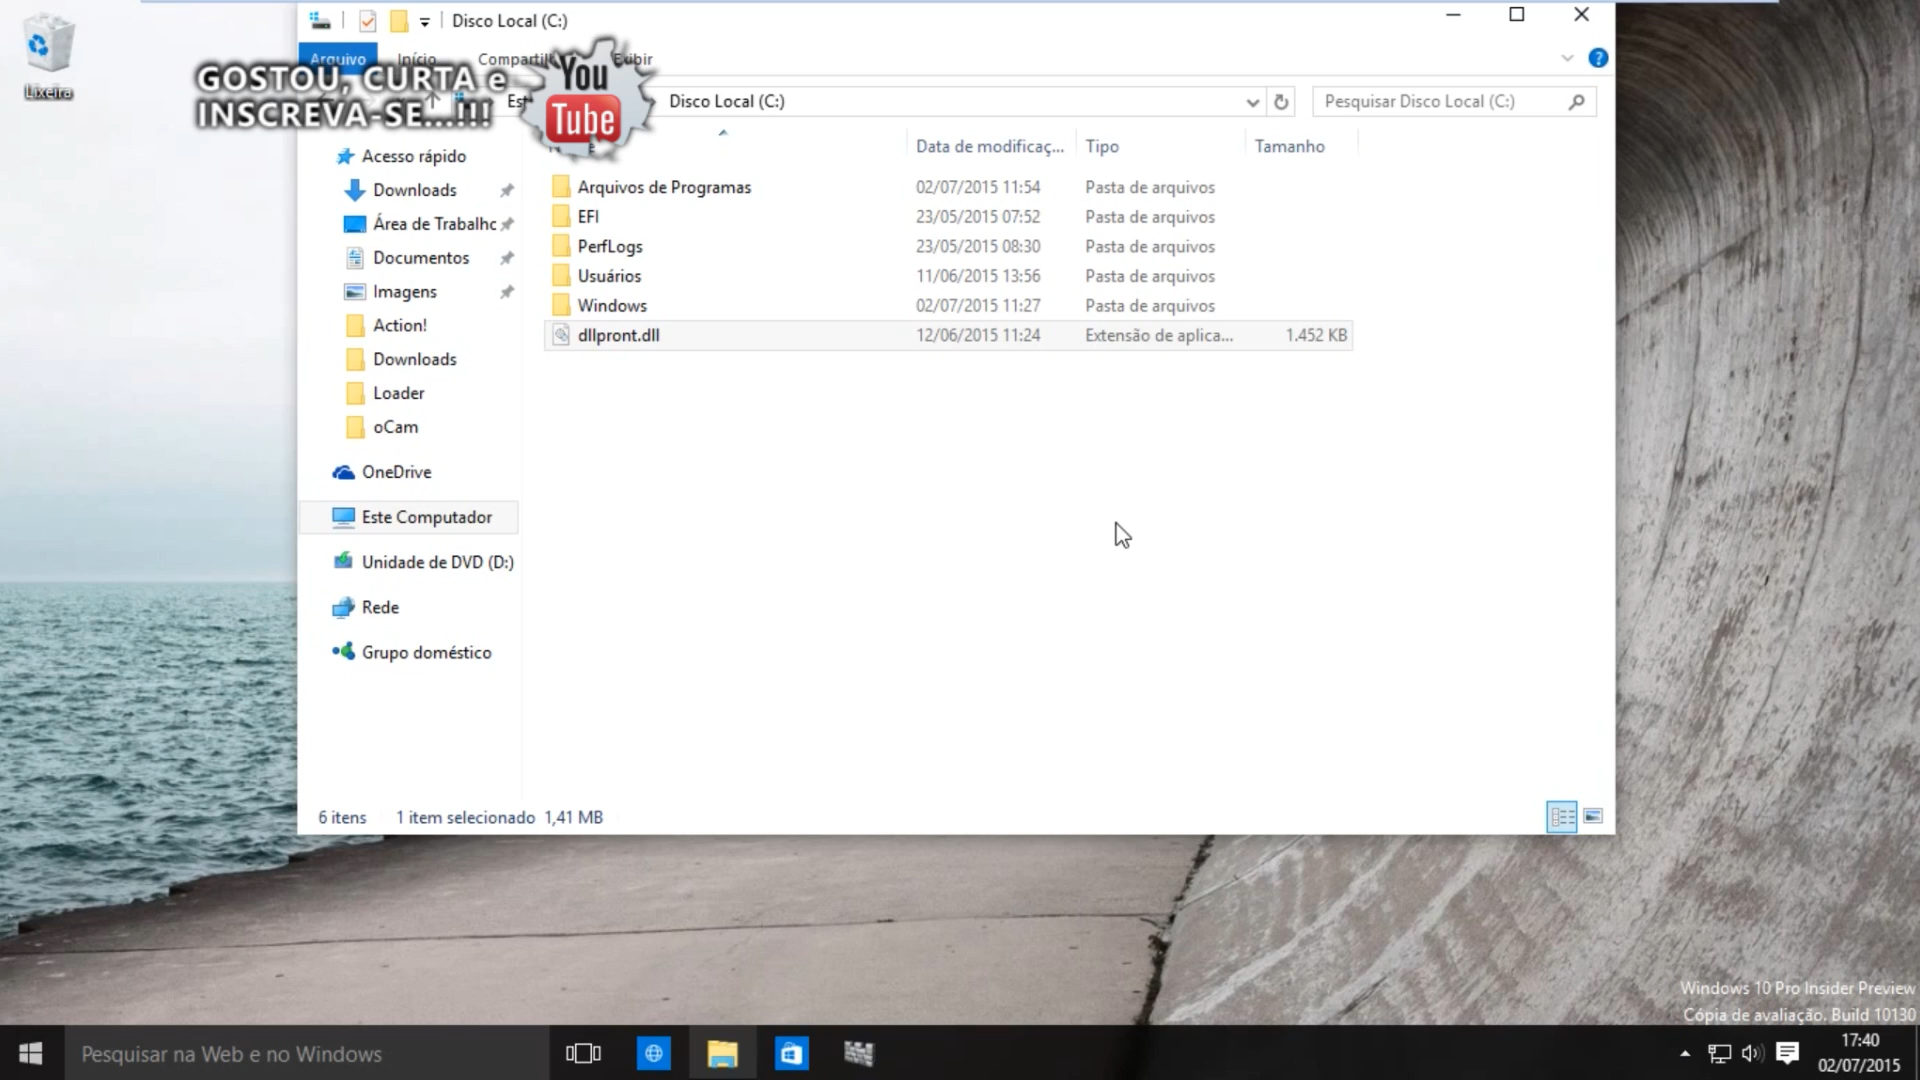 Disco Local (C:)
Lixeira
Arquivo Início Exibir
GOSTOU, CURTA e
INSCREVA-SE...!!!
You
Tube
Disco Local (C:)
Pesquisar Disco Local (C:)
Data de modificaç... Tipo Tamanho
Acesso rápido
Downloads
Área de Trabalho
Documentos
Imagens
Action!
Downloads
Loader
oCam
OneDrive
Este Computador
Unidade de DVD (D:)
Rede
Grupo doméstico
Arquivos de Programas 02/07/2015 11:54 Pasta de arquivos
EFI 23/05/2015 07:52 Pasta de arquivos
PerfLogs 23/05/2015 08:30 Pasta de arquivos
Usuários 11/06/2015 13:56 Pasta de arquivos
Windows 02/07/2015 11:27 Pasta de arquivos
dllpront.dll 12/06/2015 11:24 Extensão de aplica... 1.452 KB
6 itens 1 item selecionado 1,41 MB
Windows 10 Pro Insider Preview
Cópia de avaliação. Build 10130
Pesquisar na Web e no Windows
17:40
02/07/2015